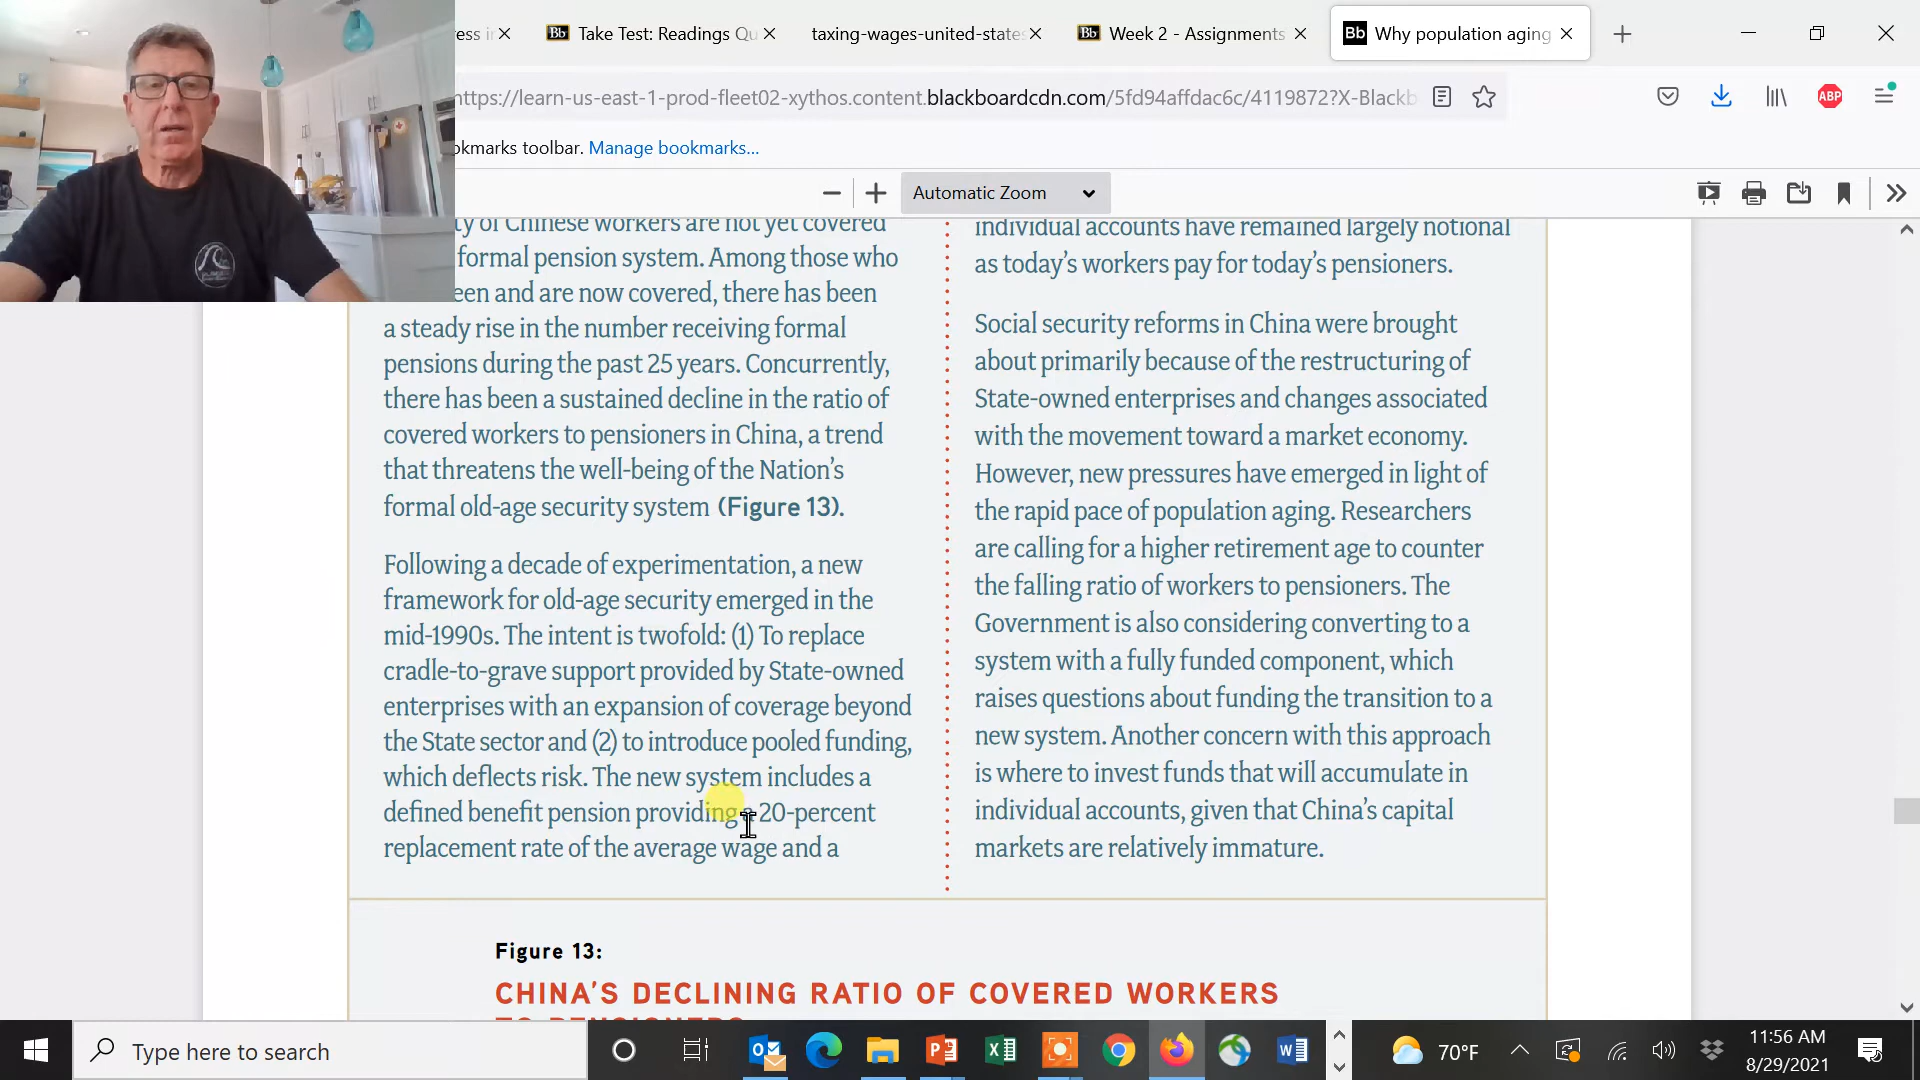 ess in
Take Test: Readings Qu
taxing-wages-united-states
Week 2 - Assignments
Why population aging
https://learn-us-east-1-prod-fleet02-xythos.content.blackboardcdn.com/5fd94affdac6c/4119872?X-Blackb
ABP
okmarks toolbar. Manage bookmarks...
Automatic Zoom
ty of Chinese workers are not yet covered
formal pension system. Among those who
een and are now covered, there has been
a steady rise in the number receiving formal
pensions during the past 25 years. Concurrently,
there has been a sustained decline in the ratio of
covered workers to pensioners in China, a trend
that threatens the well-being of the Nation's
formal old-age security system (Figure 13).
Following a decade of experimentation, a new
framework for old-age security emerged in the
mid-1990s. The intent is twofold: (1) To replace
cradle-to-grave support provided by State-owned
enterprises with an expansion of coverage beyond
the State sector and (2) to introduce pooled funding,
which deflects risk. The new system includes a
defined benefit pension providing a 20-percent
replacement rate of the average wage and a
individual accounts have remained largely notional
as today's workers pay for today's pensioners.
Social security reforms in China were brought
about primarily because of the restructuring of
State-owned enterprises and changes associated
with the movement toward a market economy.
However, new pressures have emerged in light of
the rapid pace of population aging. Researchers
are calling for a higher retirement age to counter
the falling ratio of workers to pensioners. The
Government is also considering converting to a
system with a fully funded component, which
raises questions about funding the transition to a
new system. Another concern with this approach
is where to invest funds that will accumulate in
individual accounts, given that China's capital
markets are relatively immature.
Figure 13:
CHINA'S DECLINING RATIO OF COVERED WORKERS
TO PENSIONERS
Type here to search
70°F
11:56 AM
8/29/2021